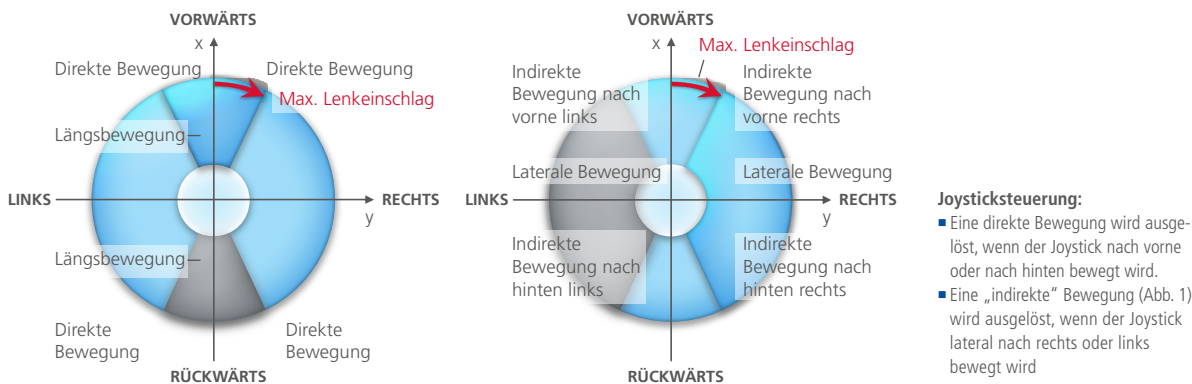 VORWÄRTS
x
Direkte Bewegung
Direkte Bewegung
Max. Lenkeinschlag
Längsbewegung
LINKS
RECHTS
y
Längsbewegung
Direkte
Bewegung
Direkte
Bewegung
RÜCKWÄRTS
VORWÄRTS
x
Max. Lenkeinschlag
Indirekte
Bewegung nach
vorne links
Indirekte
Bewegung nach
vorne rechts
Laterale Bewegung
Laterale Bewegung
LINKS
RECHTS
y
Indirekte
Bewegung nach
hinten links
Indirekte
Bewegung nach
hinten rechts
RÜCKWÄRTS
Joysticksteuerung:
Eine direkte Bewegung wird ausge-
löst, wenn der Joystick nach vorne
oder nach hinten bewegt wird.
Eine „indirekte“ Bewegung (Abb. 1)
wird ausgelöst, wenn der Joystick
lateral nach rechts oder links
bewegt wird